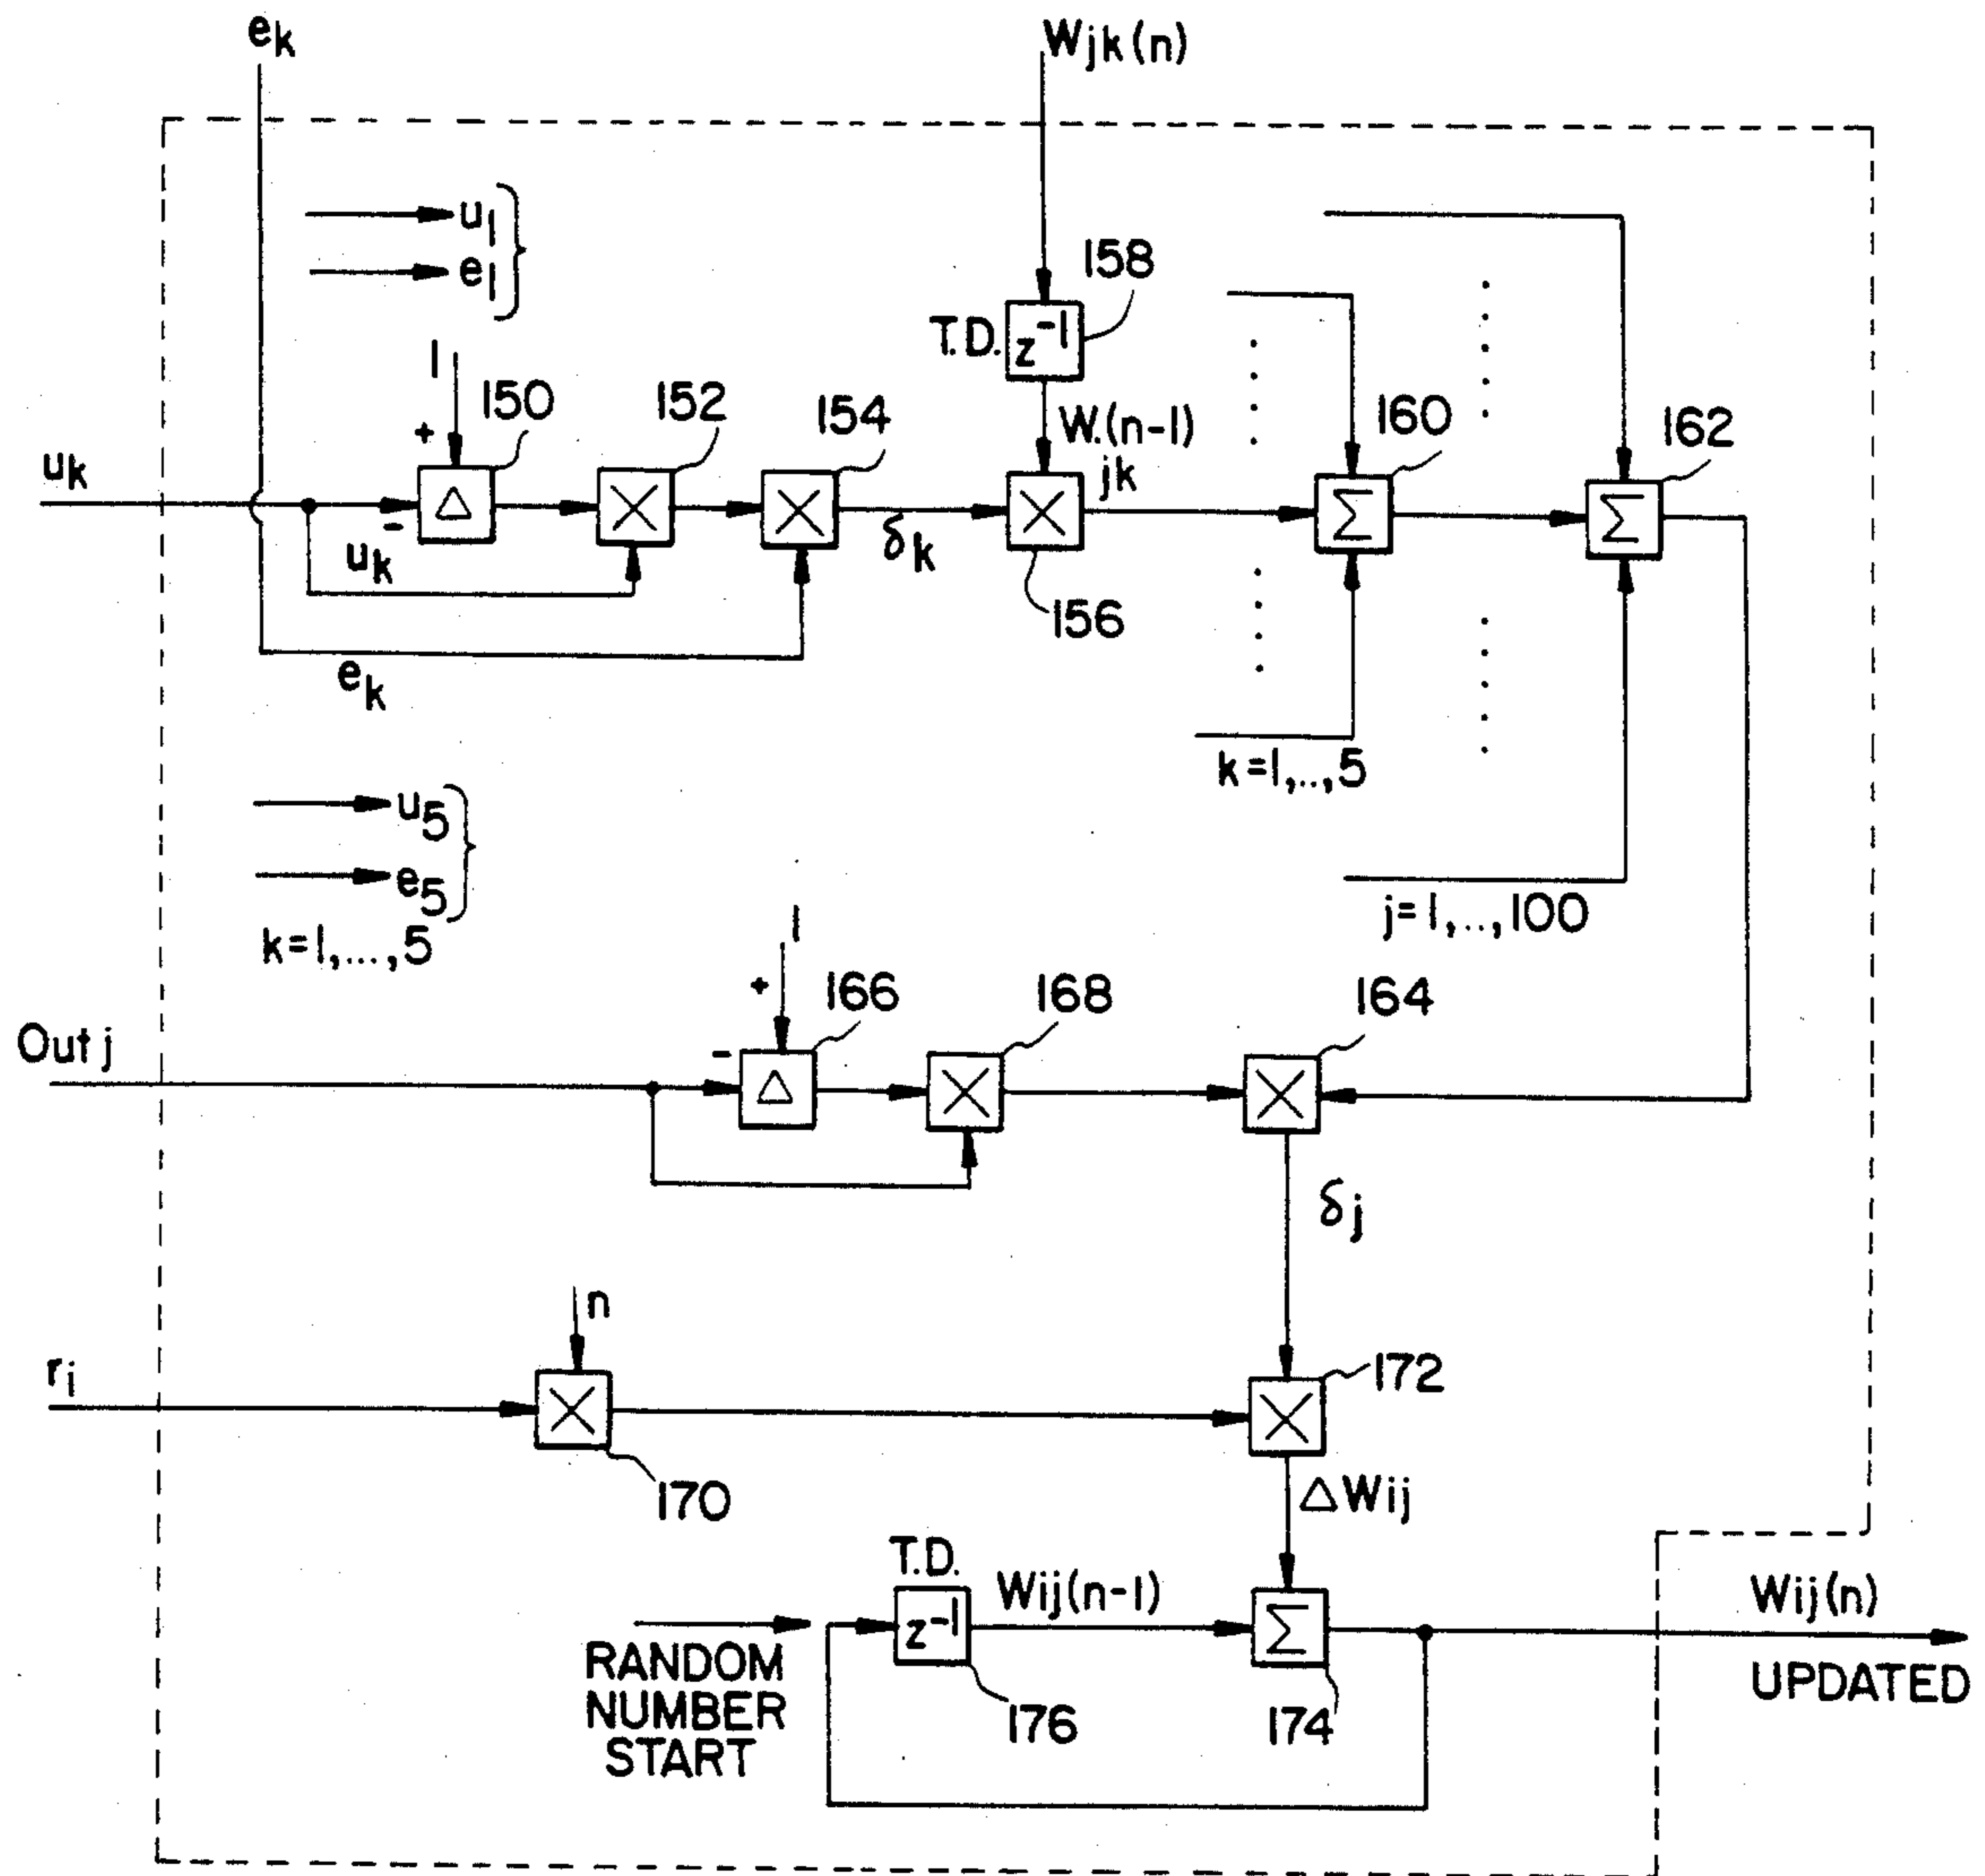 ek
Wjk(n)
u1
e1
158
T.D.
z-1
1
150
152
154
160
162
+
W.(n-1)
jk
uk
-
Δ
×
×
×
Σ
Σ
uk
δk
156
ek
k=1,..,5
u5
e5
k=1,...,5
j=1,..,100
1
+
166
168
164
Out j
-
Δ
×
×
δj
n
ri
×
×
172
170
ΔWij
T.D.
z-1
Wij(n-1)
Σ
Wij(n)
UPDATED
RANDOM
NUMBER
START
176
174